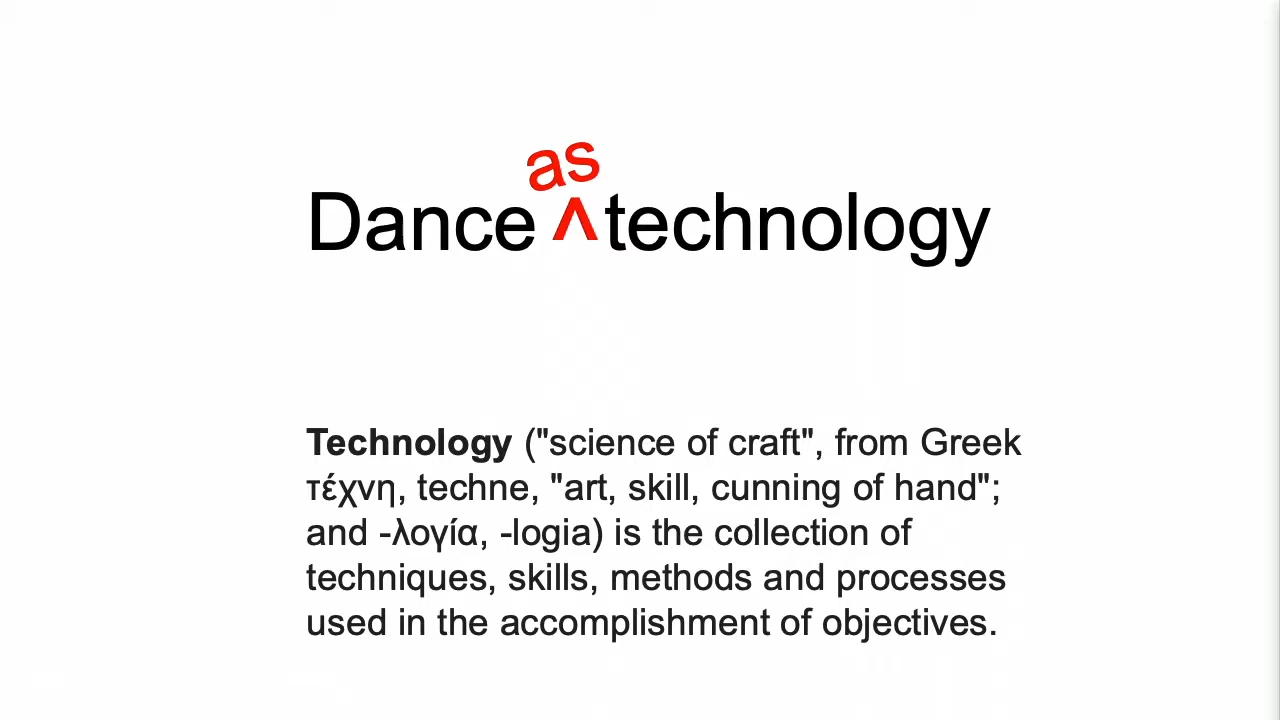 as
Dance ^ technology
Technology ("science of craft", from Greek
τέχνη, techne, "art, skill, cunning of hand";
and -λογία, -logia) is the collection of
techniques, skills, methods and processes
used in the accomplishment of objectives.